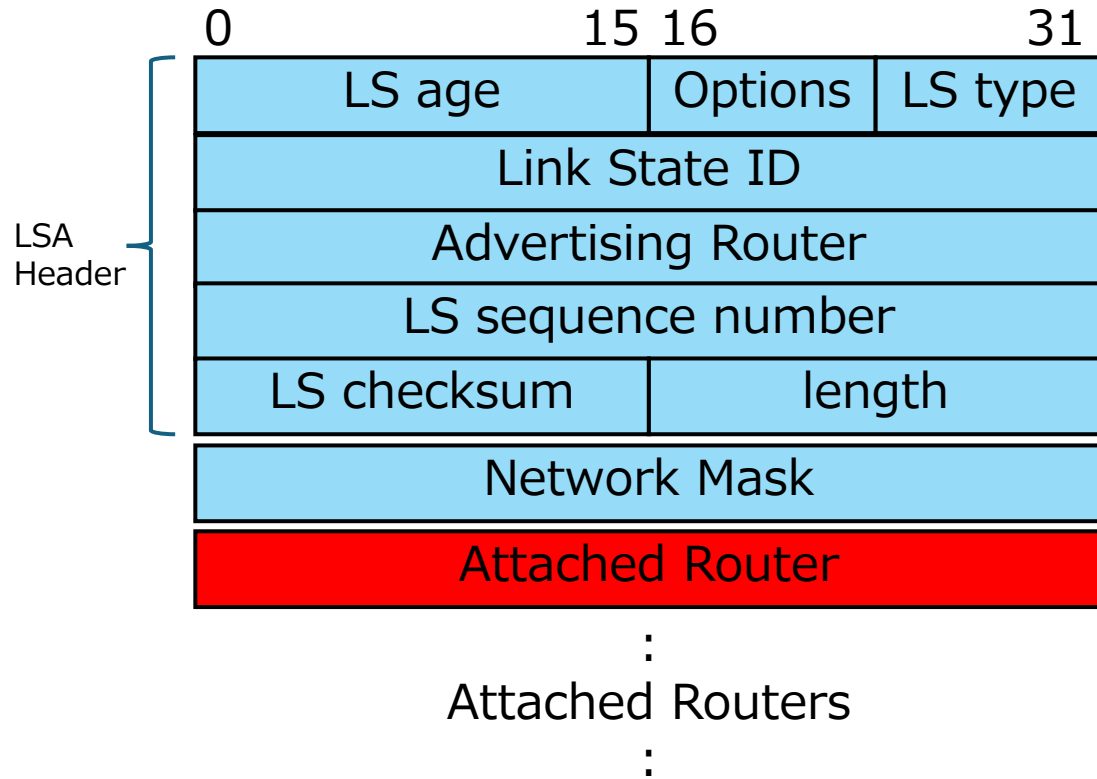 0 15 16 31
LS age Options LS type
Link State ID
LSA
Header
Advertising Router
LS sequence number
LS checksum length
Network Mask
Attached Router
:
Attached Routers
: